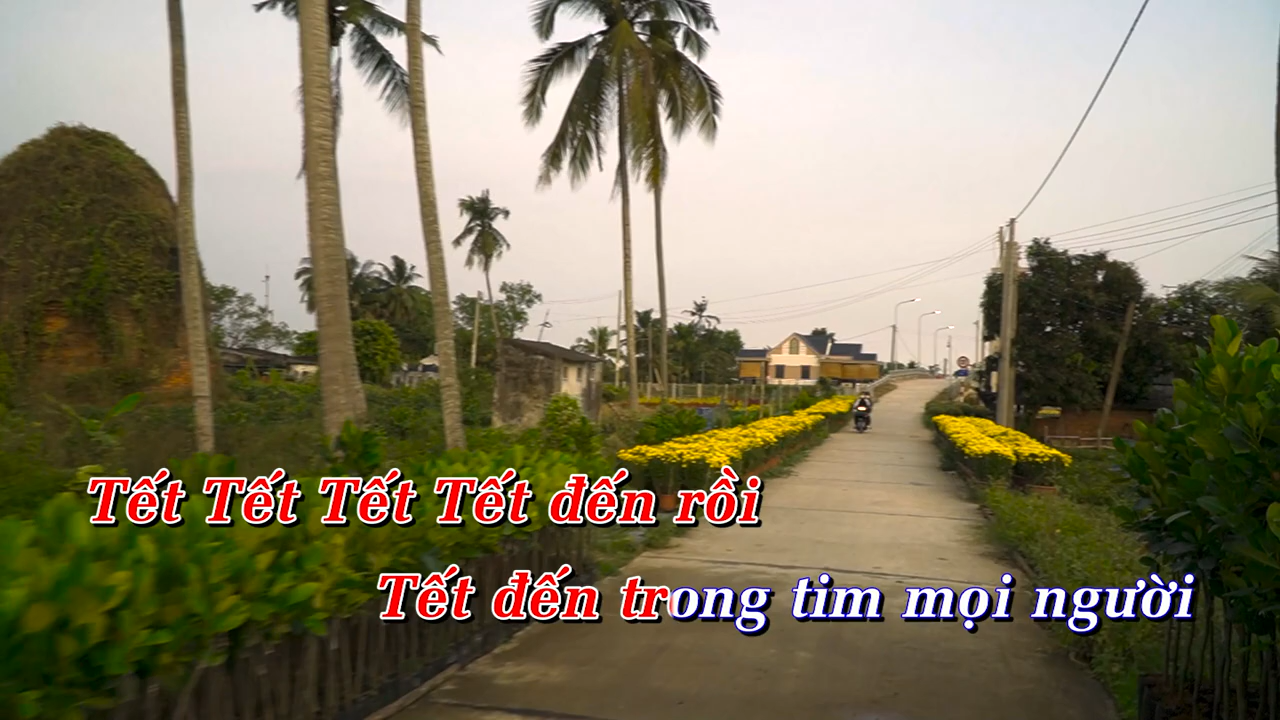 Tết Tết Tết Tết đến rồi
Tết đến trong tim mọi người